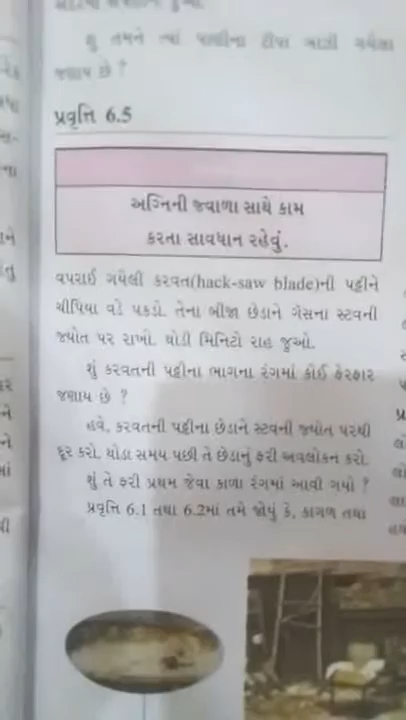 શું તમને ત્યાં પાણીના ટીપાં બાઝી ગયેલા
જણાય છે ?
પ્રવૃત્તિ 6.5
અગ્નિની જ્વાળા સાથે કામ
કરતા સાવધાન રહેવું.
વપરાઈ ગયેલી કરવત(hack-saw blade)ની પટ્ટીને
ચીપિયા વડે પકડો. તેના બીજા છેડાને ગૅસના સ્ટવની
જ્યોત પર રાખો. થોડી મિનિટો રાહ જુઓ.
શું કરવતની પટ્ટીના ભાગના રંગમાં કોઈ ફેરફાર
જણાય છે ?
હવે, કરવતની પટ્ટીના છેડાને સ્ટવની જ્યોત પરથી
દૂર કરો. થોડા સમય પછી તે છેડાનું ફરી અવલોકન કરો.
શું તે ફરી પ્રથમ જેવા કાળા રંગમાં આવી ગયો ?
પ્રવૃત્તિ 6.1 તથા 6.2માં તમે જોયું કે, કાગળ તથા